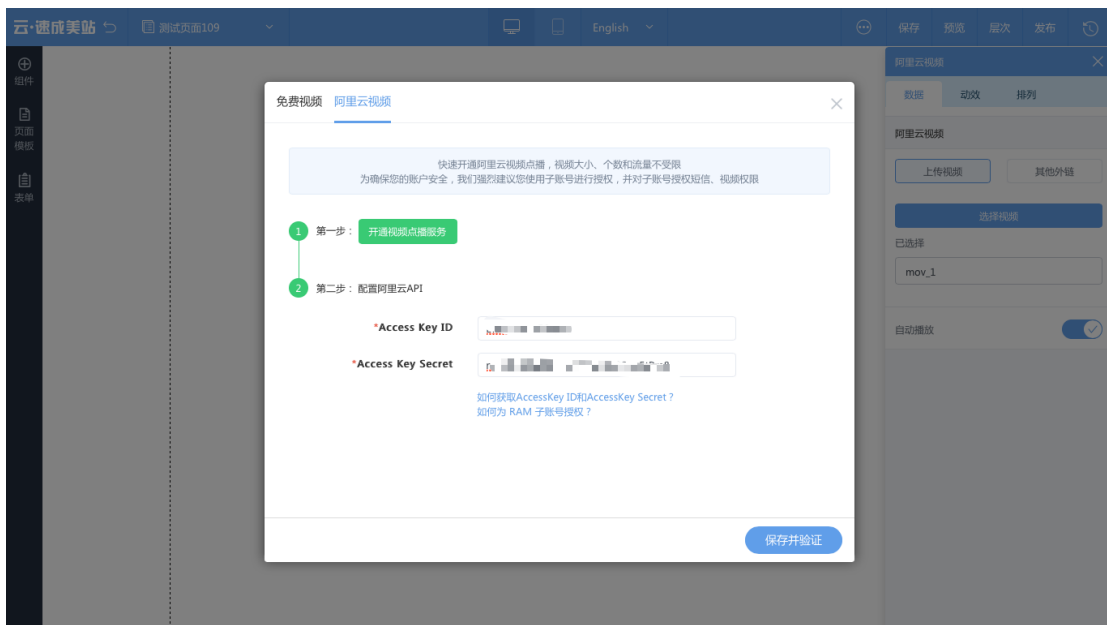 云·速成美站
测试页面109
English
保存
预览
层次
发布
组件
页面
模板
表单
免费视频
阿里云视频
快速开通阿里云视频点播，视频大小、个数和流量不受限
为确保您的账户安全，我们强烈建议您使用子账号进行授权，并对子账号授权短信、视频权限
1 第一步： 开通视频点播服务
2 第二步： 配置阿里云API
*Access Key ID
*Access Key Secret
如何获取AccessKey ID和AccessKey Secret？
如何为 RAM 子账号授权？
保存并验证
阿里云视频
数据
动效
排列
阿里云视频
上传视频
其他外链
选择视频
已选择
mov_1
自动播放